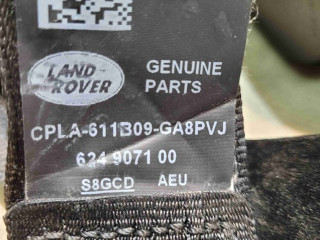 LAND
ROVER
GENUINE
PARTS
CPLA-611B09-GA8PVJ
624 9071 00
S8GCD AEU